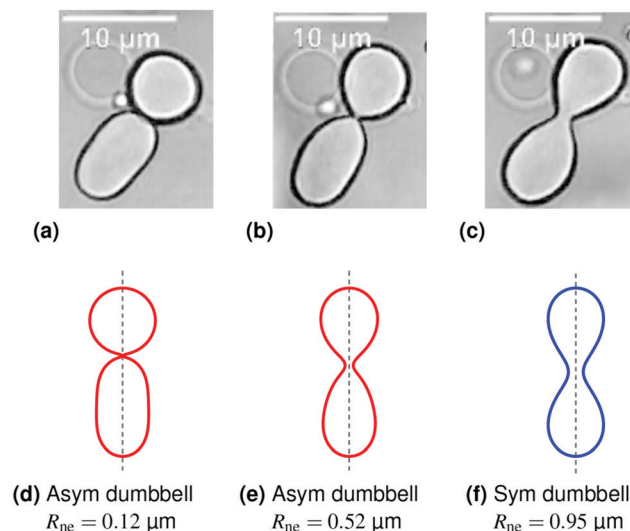 10 µm
10 µm
10 µm
(a)
(b)
(c)
(d) Asym dumbbell
R_ne = 0.12 µm
(e) Asym dumbbell
R_ne = 0.52 µm
(f) Sym dumbbell
R_ne = 0.95 µm